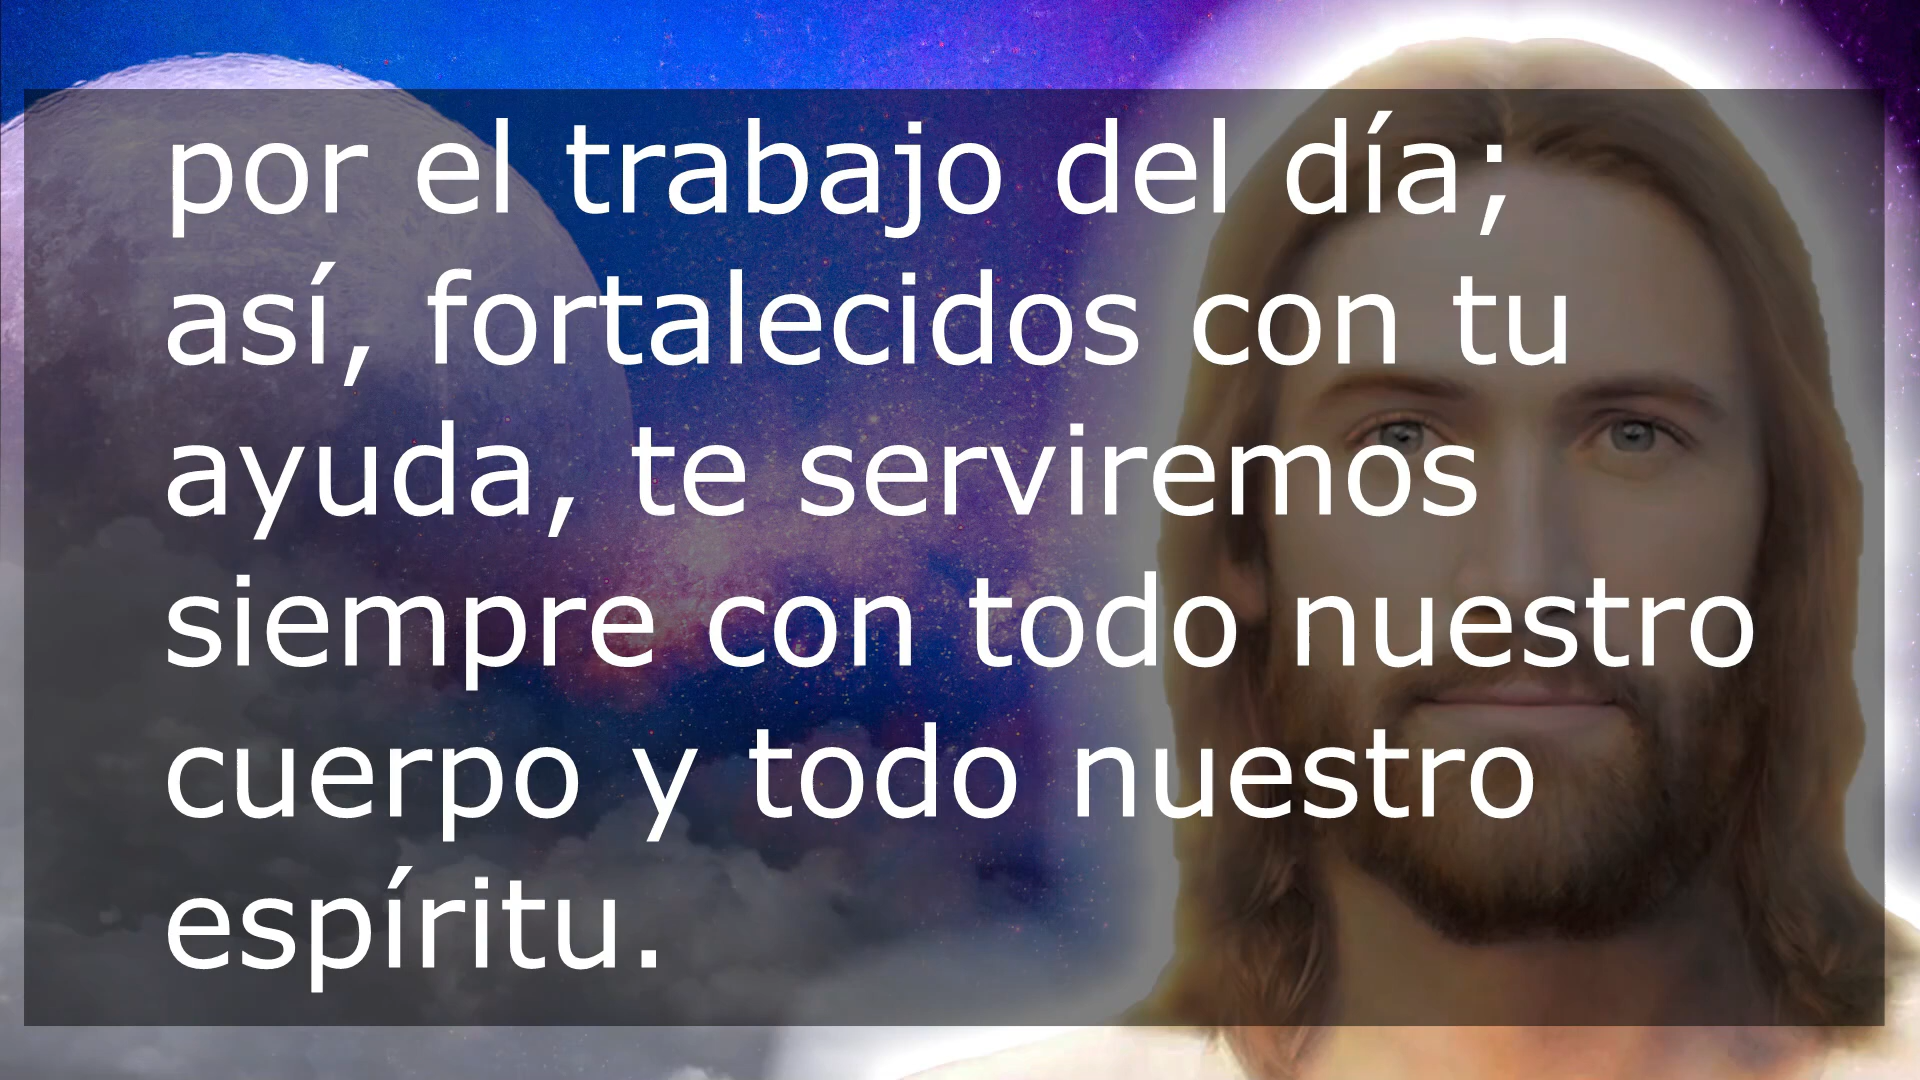 por el trabajo del día;
así, fortalecidos con tu
ayuda, te serviremos
siempre con todo nuestro
cuerpo y todo nuestro
espíritu.